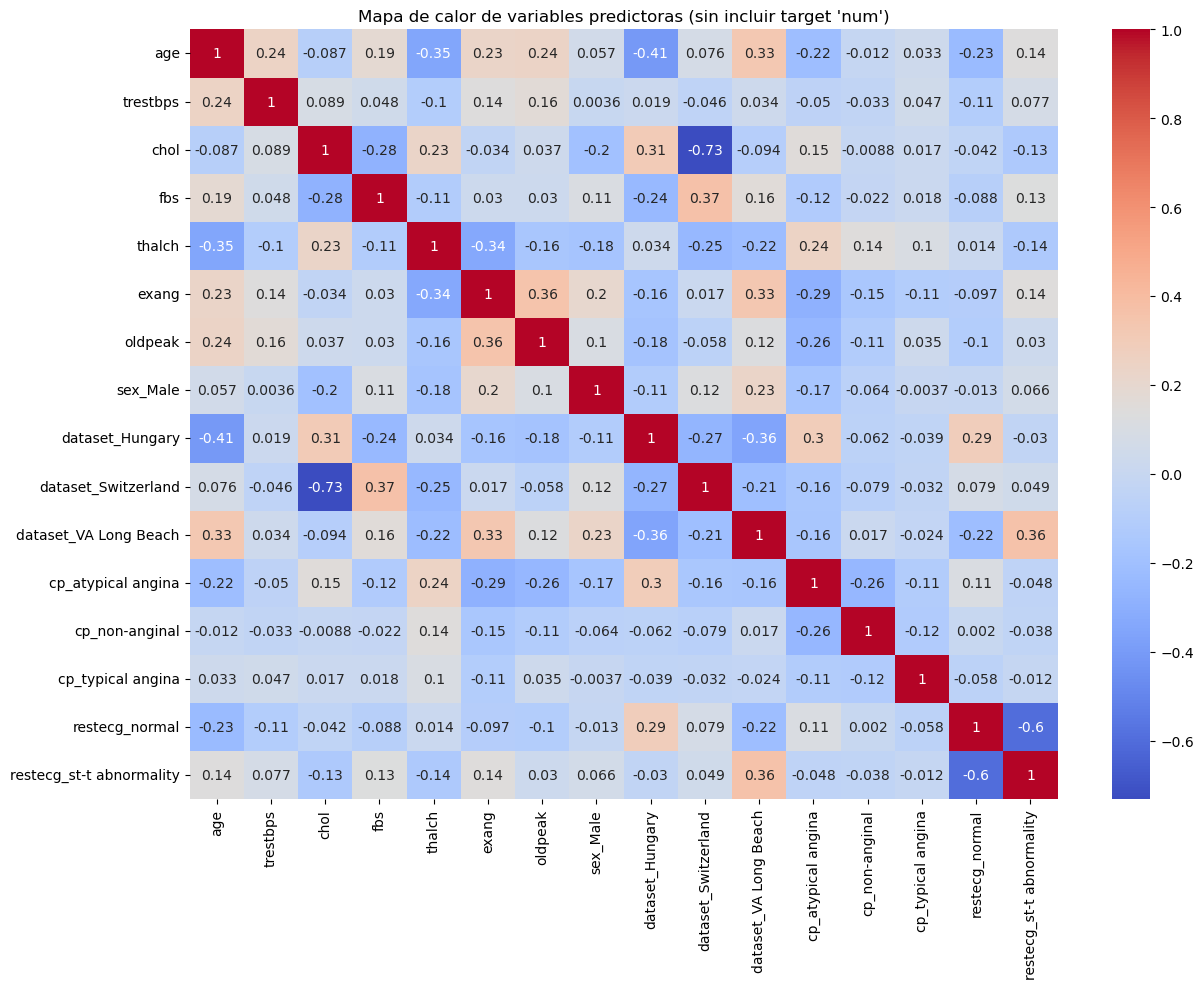 Mapa de calor de variables predictoras (sin incluir target 'num')
age 1 0.24 -0.087 0.19 -0.35 0.23 0.24 0.057 -0.41 0.076 0.33 -0.22 -0.012 0.033 -0.23 0.14
trestbps 0.24 1 0.089 0.048 -0.1 0.14 0.16 0.0036 0.019 -0.046 0.034 -0.05 -0.033 0.047 -0.11 0.077
chol -0.087 0.089 1 -0.28 0.23 -0.034 0.037 -0.2 0.31 -0.73 -0.094 0.15 -0.0088 0.017 -0.042 -0.13
fbs 0.19 0.048 -0.28 1 -0.11 0.03 0.03 0.11 -0.24 0.37 0.16 -0.12 -0.022 0.018 -0.088 0.13
thalch -0.35 -0.1 0.23 -0.11 1 -0.34 -0.16 -0.18 0.034 -0.25 -0.22 0.24 0.14 0.1 0.014 -0.14
exang 0.23 0.14 -0.034 0.03 -0.34 1 0.36 0.2 -0.16 0.017 0.33 -0.29 -0.15 -0.11 -0.097 0.14
oldpeak 0.24 0.16 0.037 0.03 -0.16 0.36 1 0.1 -0.18 -0.058 0.12 -0.26 -0.11 0.035 -0.1 0.03
sex_Male 0.057 0.0036 -0.2 0.11 -0.18 0.2 0.1 1 -0.11 0.12 0.23 -0.17 -0.064 -0.0037 -0.013 0.066
dataset_Hungary -0.41 0.019 0.31 -0.24 0.034 -0.16 -0.18 -0.11 1 -0.27 -0.36 0.3 -0.062 -0.039 0.29 -0.03
dataset_Switzerland 0.076 -0.046 -0.73 0.37 -0.25 0.017 -0.058 0.12 -0.27 1 -0.21 -0.16 -0.079 -0.032 0.079 0.049
dataset_VA Long Beach 0.33 0.034 -0.094 0.16 -0.22 0.33 0.12 0.23 -0.36 -0.21 1 -0.16 0.017 -0.024 -0.22 0.36
cp_atypical angina -0.22 -0.05 0.15 -0.12 0.24 -0.29 -0.26 -0.17 0.3 -0.16 -0.16 1 -0.26 -0.11 0.11 -0.048
cp_non-anginal -0.012 -0.033 -0.0088 -0.022 0.14 -0.15 -0.11 -0.064 -0.062 -0.079 0.017 -0.26 1 -0.12 0.002 -0.038
cp_typical angina 0.033 0.047 0.017 0.018 0.1 -0.11 0.035 -0.0037 -0.039 -0.032 -0.024 -0.11 -0.12 1 -0.058 -0.012
restecg_normal -0.23 -0.11 -0.042 -0.088 0.014 -0.097 -0.1 -0.013 0.29 0.079 -0.22 0.11 0.002 -0.058 1 -0.6
restecg_st-t abnormality 0.14 0.077 -0.13 0.13 -0.14 0.14 0.03 0.066 -0.03 0.049 0.36 -0.048 -0.038 -0.012 -0.6 1
age
trestbps
chol
fbs
thalch
exang
oldpeak
sex_Male
dataset_Hungary
dataset_Switzerland
dataset_VA Long Beach
cp_atypical angina
cp_non-anginal
cp_typical angina
restecg_normal
restecg_st-t abnormality
1.0
0.8
0.6
0.4
0.2
0.0
−0.2
−0.4
−0.6